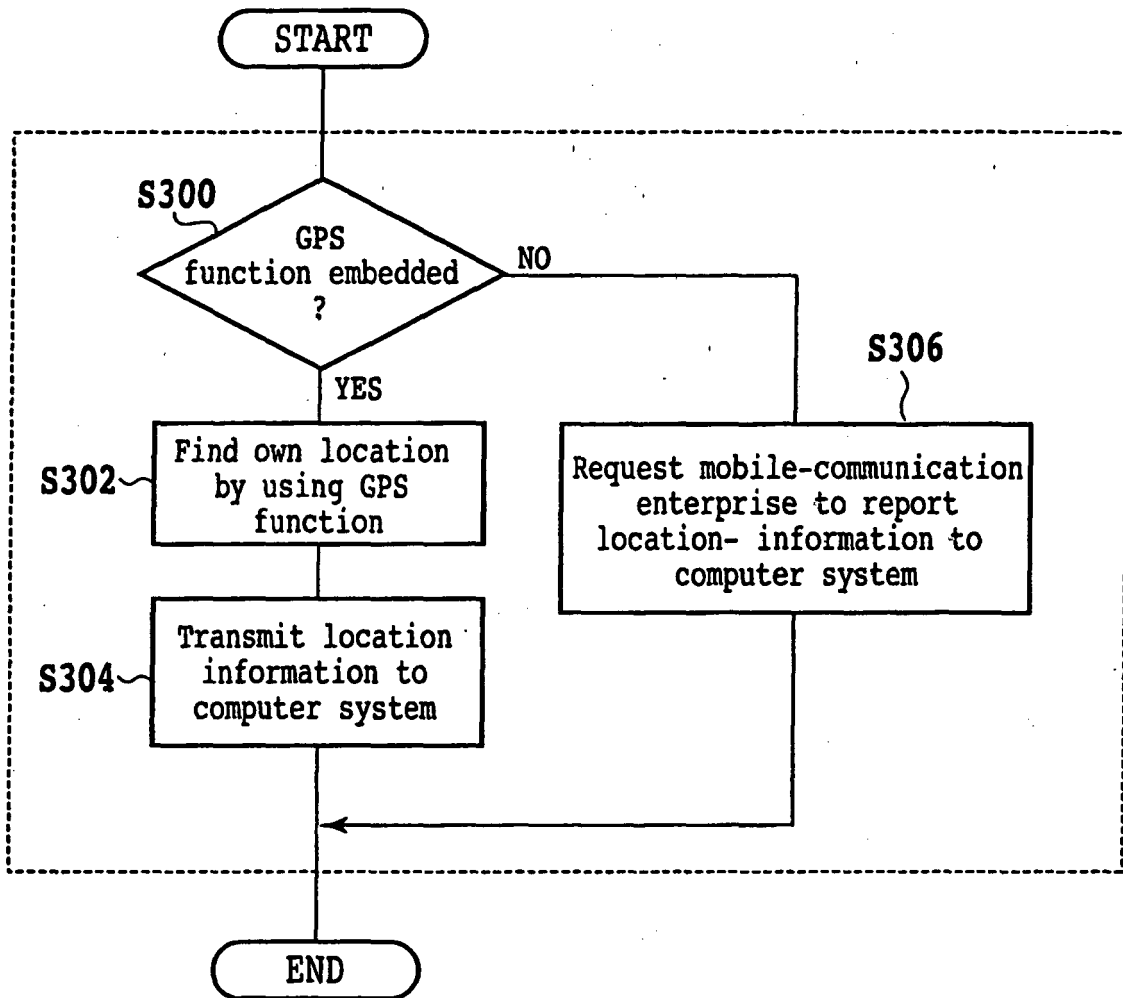 START
S300
GPS
function embedded
?
NO
YES
S306
S302
Find own location
by using GPS
function
Request mobile-communication
enterprise to report
location- information to
computer system
S304
Transmit location
information to
computer system
END